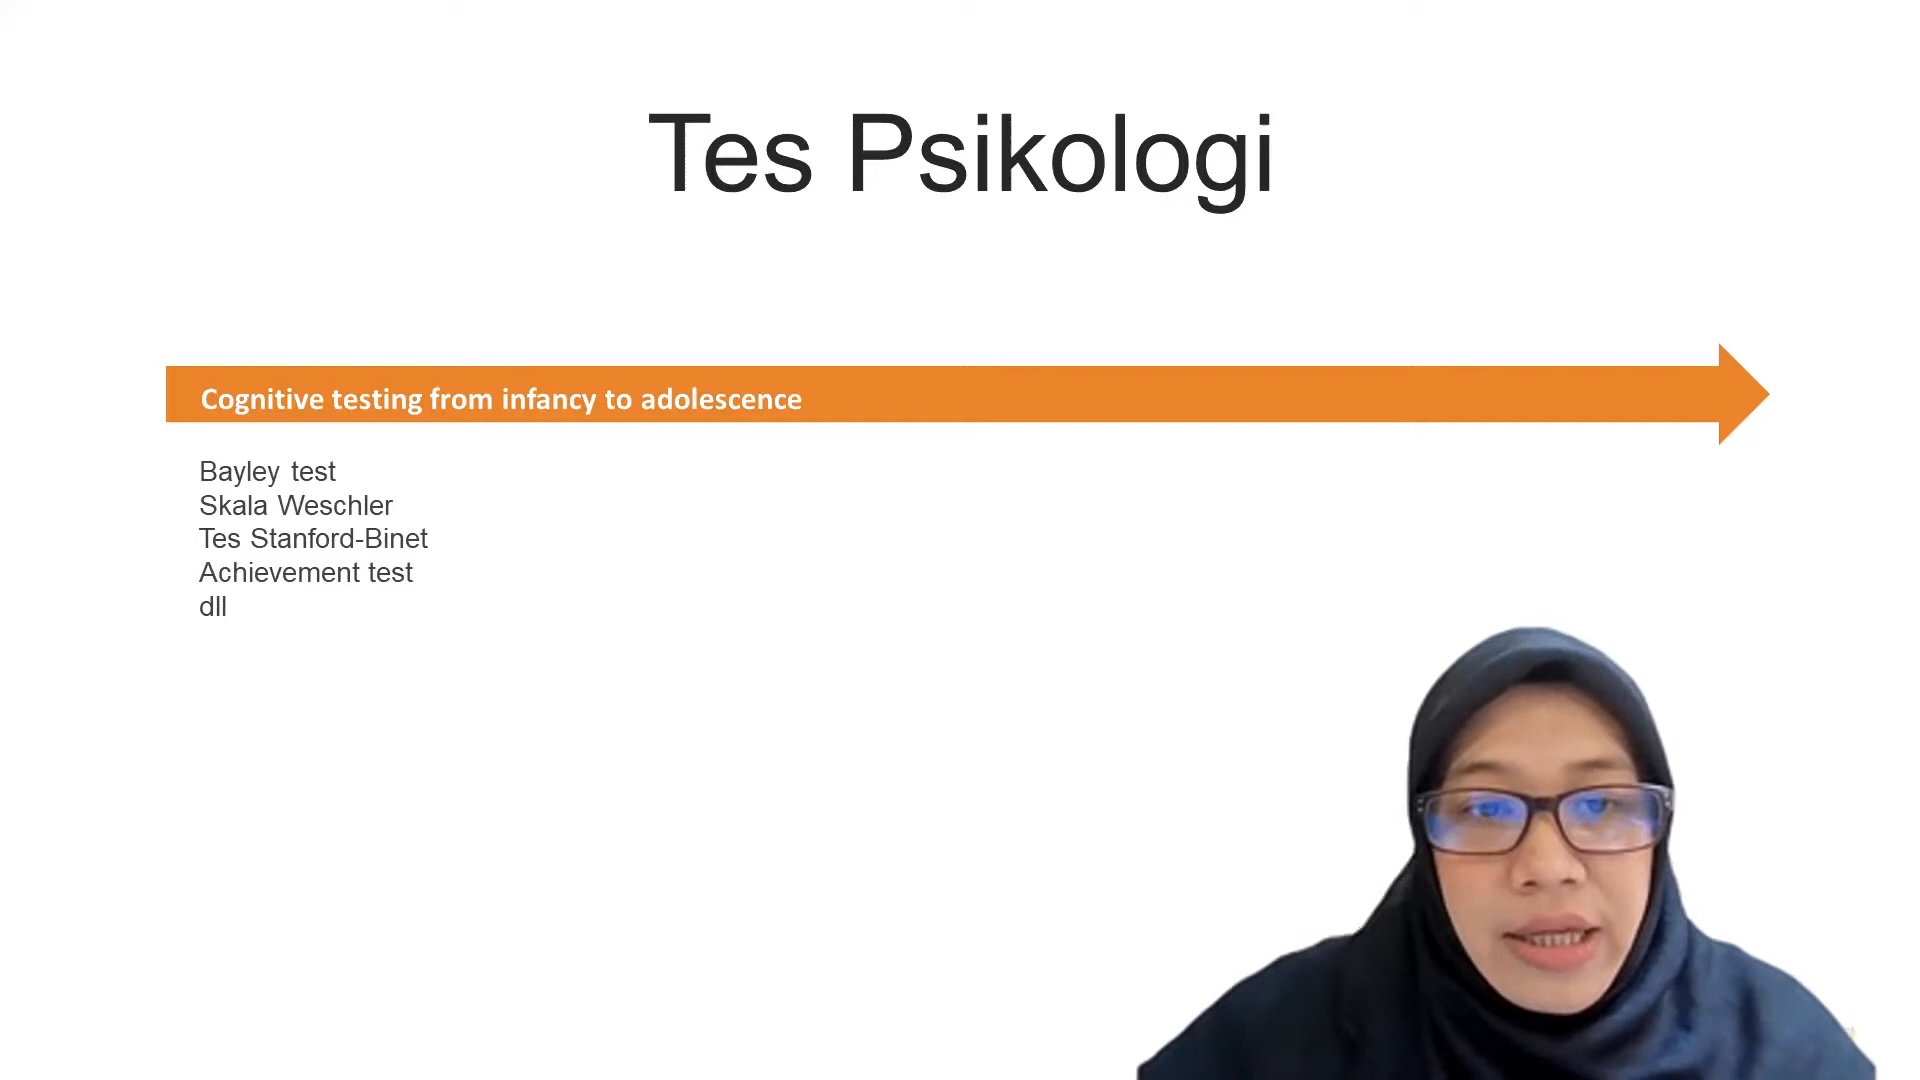 Tes Psikologi
Cognitive testing from infancy to adolescence
Bayley test
Skala Weschler
Tes Stanford-Binet
Achievement test
dll